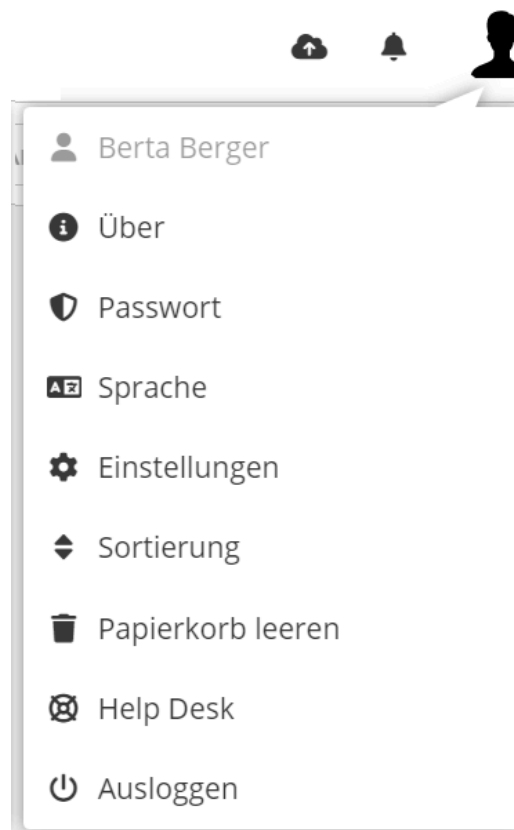 Berta Berger
Über
Passwort
Sprache
Einstellungen
Sortierung
Papierkorb leeren
Help Desk
Ausloggen